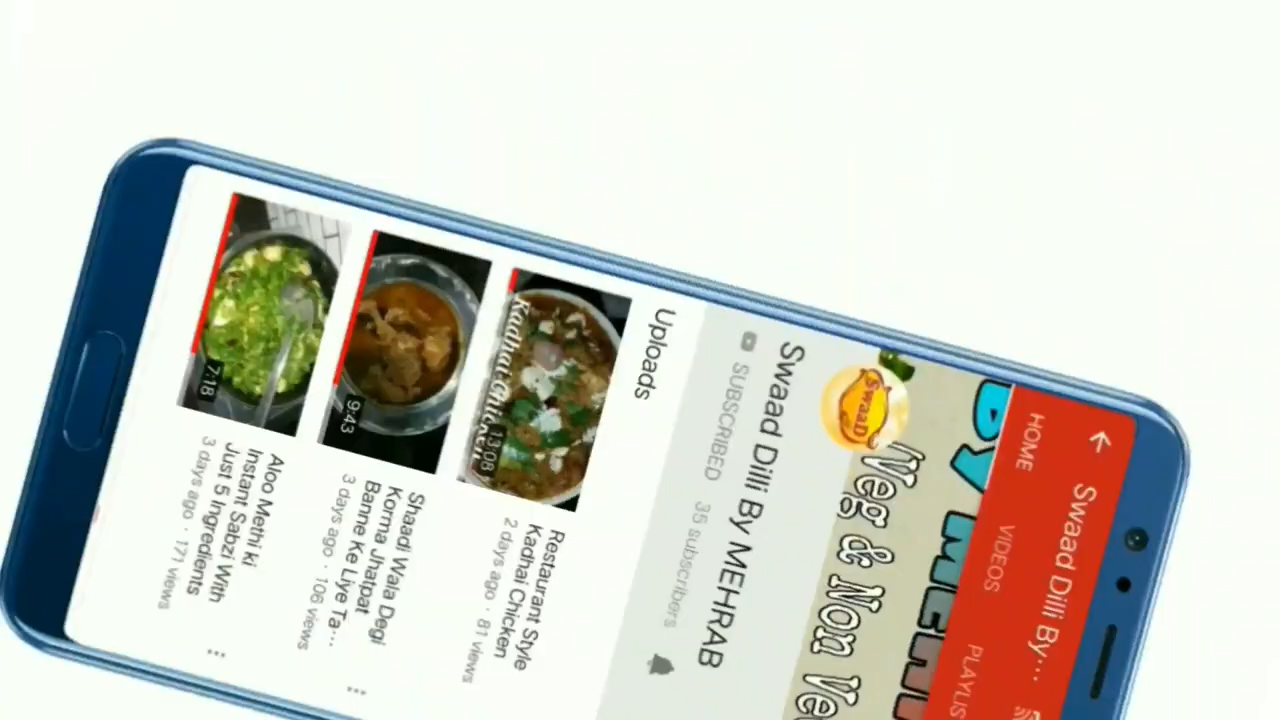 Swaad Dilli By...
HOME VIDEOS
BY
Veg & Non Ve
SWAAD
Swaad Dilli By MEHRAB
SUBSCRIBED 35 subscribers
Uploads
Kadhai Chicken
13:08
Restaurant Style
Kadhai Chicken
2 days ago · 81 views
9:43
Shaadi Wala Degi
Korma Jhatpat
Banne Ke Liye Ta...
3 days ago · 106 views
7:18
Aloo Methi ki
Instant Sabzi With
Just 5 Ingredients
3 days ago · 171 views